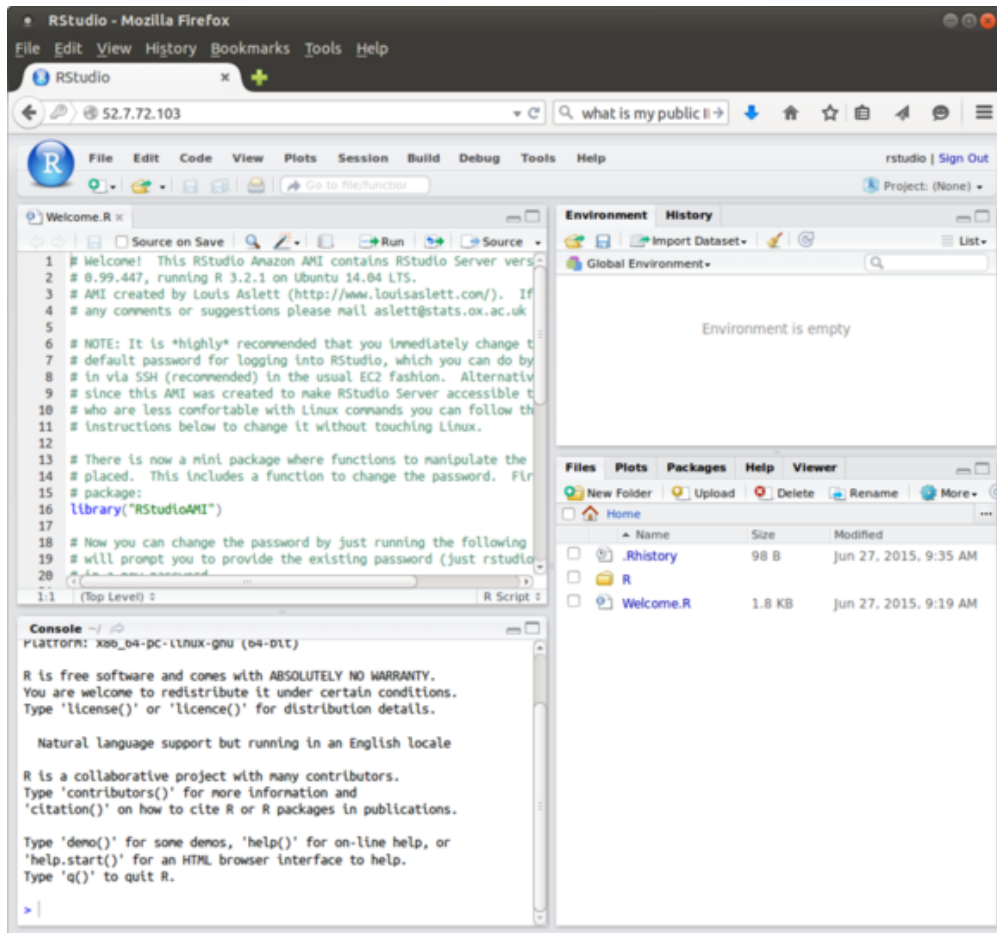 RStudio - Mozilla Firefox
File Edit View History Bookmarks Tools Help
RStudio
52.7.72.103
what is my public I
R File Edit Code View Plots Session Build Debug Tools Help rstudio | Sign Out
Go to file/function
Project: (None)
Welcome.R
Source on Save Run Source
1 # Welcome! This RStudio Amazon AMI contains RStudio Server vers
2 # 0.99.447, running R 3.2.1 on Ubuntu 14.04 LTS.
3 # AMI created by Louis Aslett (http://www.louisaslett.com/). If
4 # any comments or suggestions please mail aslett@stats.ox.ac.uk
5
6 # NOTE: It is *highly* recommended that you immediately change t
7 # default password for logging into RStudio, which you can do by
8 # in via SSH (recommended) in the usual EC2 fashion. Alternativ
9 # since this AMI was created to make RStudio Server accessible t
10 # who are less comfortable with Linux commands you can follow th
11 # instructions below to change it without touching Linux.
12
13 # There is now a mini package where functions to manipulate the
14 # placed. This includes a function to change the password. Fir
15 # package:
16 library("RStudioAMI")
17
18 # Now you can change the password by just running the following
19 # will prompt you to provide the existing password (just rstudio
20
1:1 (Top Level) R Script
Console ~/
Platform: x86_64-pc-linux-gnu (64-bit)
R is free software and comes with ABSOLUTELY NO WARRANTY.
You are welcome to redistribute it under certain conditions.
Type 'license()' or 'licence()' for distribution details.
Natural language support but running in an English locale
R is a collaborative project with many contributors.
Type 'contributors()' for more information and
'citation()' on how to cite R or R packages in publications.
Type 'demo()' for some demos, 'help()' for on-line help, or
'help.start()' for an HTML browser interface to help.
Type 'q()' to quit R.
>
Environment History
Import Dataset List
Global Environment
Environment is empty
Files Plots Packages Help Viewer
New Folder Upload Delete Rename More
Home ...
Name Size Modified
.Rhistory 98 B Jun 27, 2015, 9:35 AM
R
Welcome.R 1.8 KB Jun 27, 2015, 9:19 AM